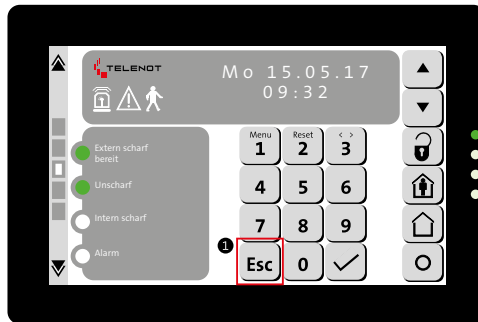 TELENOT
Mo 15.05.17
09:32
Extern scharf
bereit
Unscharf
Intern scharf
Alarm
Menu Reset < >
1 2 3
4 5 6
7 8 9
1
Esc 0